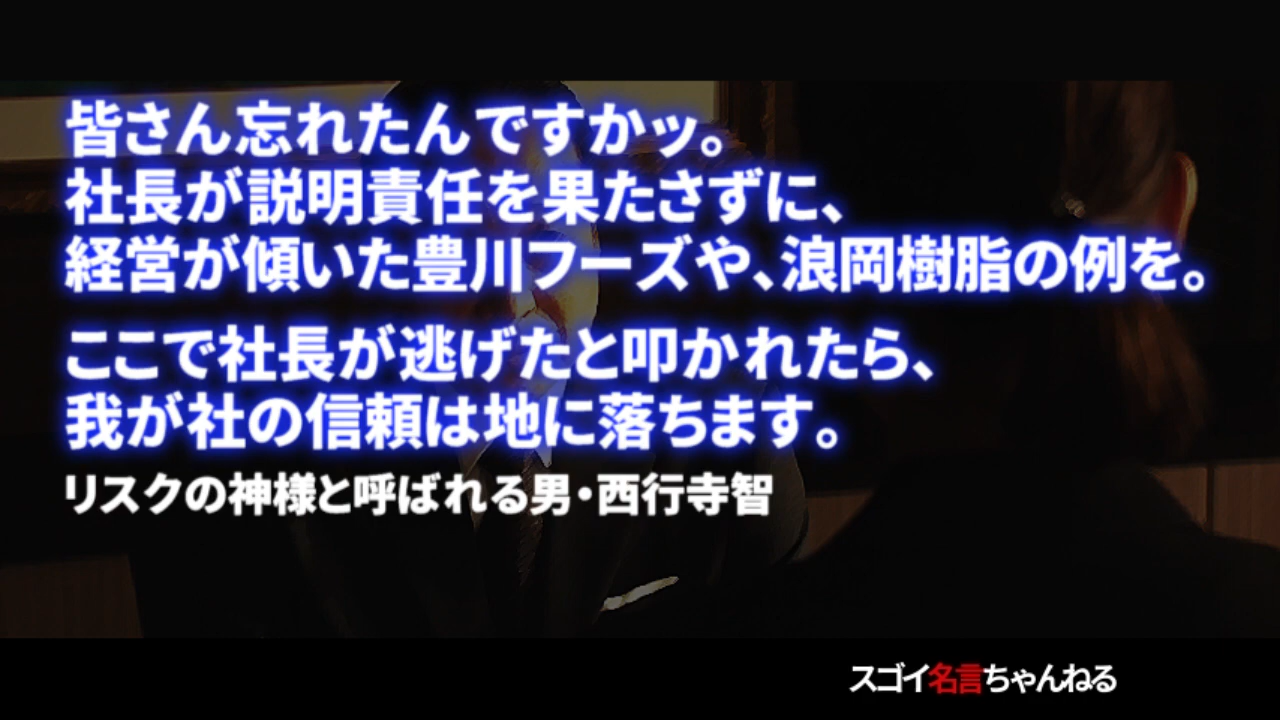 皆さん忘れたんですかッ。
社長が説明責任を果たさずに、
経営が傾いた豊川フーズや、浪岡樹脂の例を。
ここで社長が逃げたと叩かれたら、
我が社の信頼は地に落ちます。
リスクの神様と呼ばれる男・西行寺智
スゴイ名言ちゃんねる